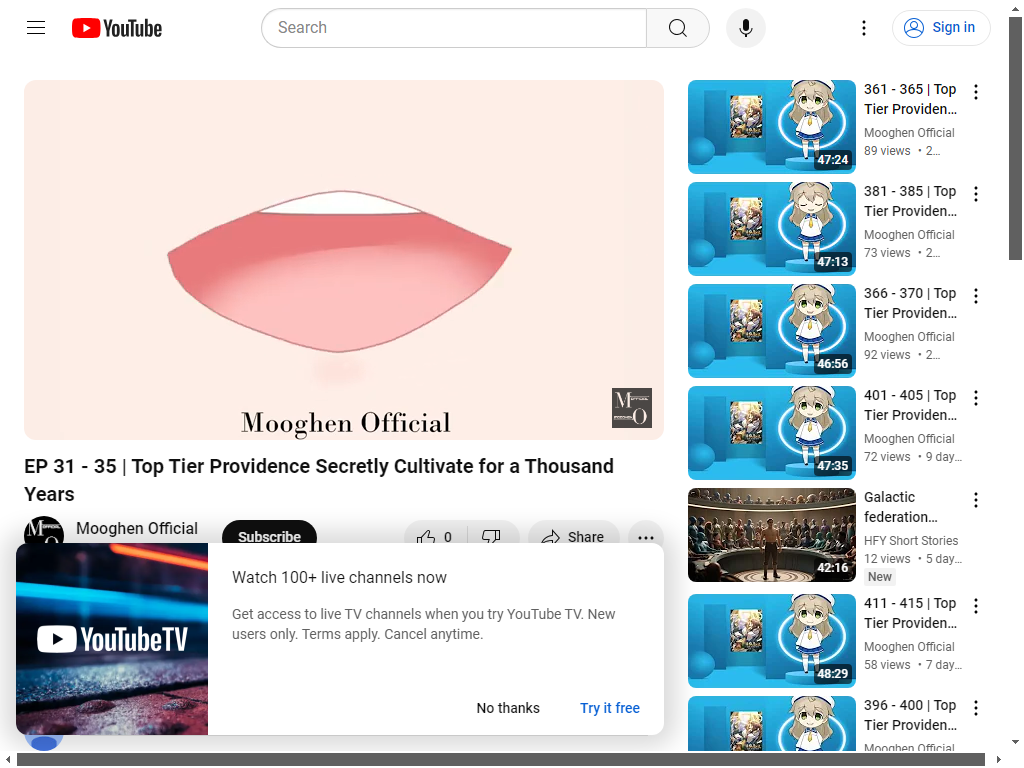 YouTube
Search
Sign in
Mooghen Official
EP 31 - 35 | Top Tier Providence Secretly Cultivate for a Thousand
Years
Mooghen Official
Subscribe
0
Share
YouTubeTV
Watch 100+ live channels now
Get access to live TV channels when you try YouTube TV. New
users only. Terms apply. Cancel anytime.
No thanks
Try it free
47:24
361 - 365 | Top
Tier Providen…
Mooghen Official
89 views • 2…
47:13
381 - 385 | Top
Tier Providen…
Mooghen Official
73 views • 2…
46:56
366 - 370 | Top
Tier Providen…
Mooghen Official
92 views • 2…
47:35
401 - 405 | Top
Tier Providen…
Mooghen Official
72 views • 9 day…
42:16
Galactic
federation…
HFY Short Stories
12 views • 5 day…
New
48:29
411 - 415 | Top
Tier Providen…
Mooghen Official
58 views • 7 day…
396 - 400 | Top
Tier Providen…
Mooghen Official